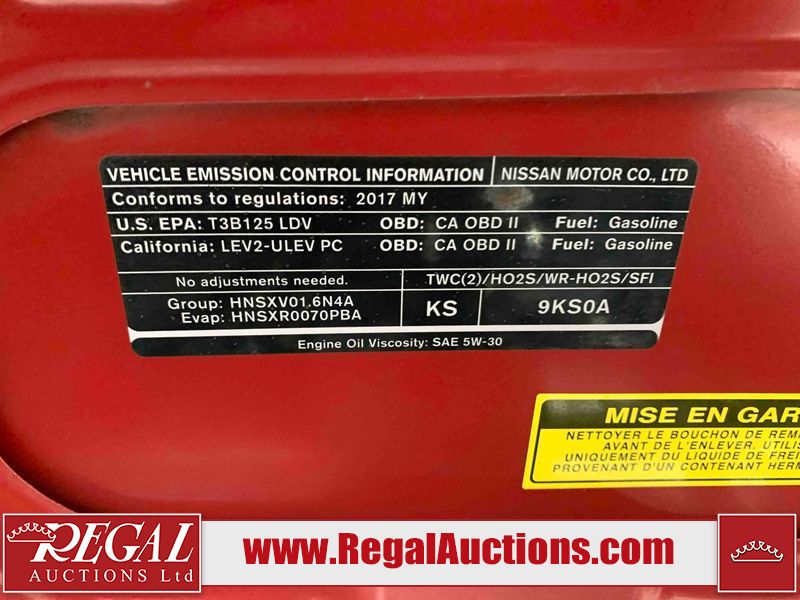 VEHICLE EMISSION CONTROL INFORMATION NISSAN MOTOR CO., LTD
Conforms to regulations: 2017 MY
U.S. EPA: T3B125 LDV OBD: CA OBD II Fuel: Gasoline
California: LEV2-ULEV PC OBD: CA OBD II Fuel: Gasoline
No adjustments needed. TWC(2)/HO2S/WR-HO2S/SFI
Group: HNSXV01.6N4A
Evap: HNSXR0070PBA
KS 9KS0A
Engine Oil Viscosity: SAE 5W-30
MISE EN GAR
NETTOYER LE BOUCHON DE REM
AVANT DE L'ENLEVER. UTILI
UNIQUEMENT DU LIQUIDE DE FREI
PROVENANT D'UN CONTENANT HERM
REGAL
AUCTIONS Ltd
www.RegalAuctions.com